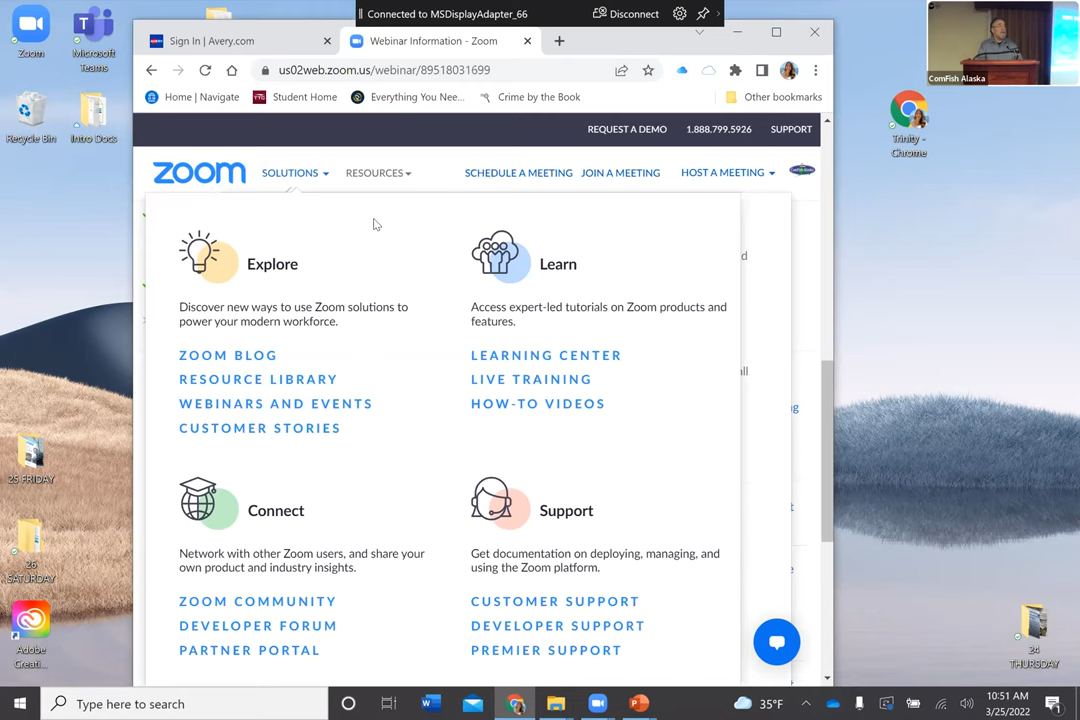 Connected to MSDisplayAdapter_66
Disconnect
Zoom
Microsoft
Teams
Recycle Bin
Intro Docs
25 FRIDAY
26
SATURDAY
Adobe
Creati...
Sign In | Avery.com
Webinar Information - Zoom
us02web.zoom.us/webinar/89518031699
Home | Navigate
Student Home
Everything You Nee...
Crime by the Book
Other bookmarks
REQUEST A DEMO
1.888.799.5926
SUPPORT
zoom
SOLUTIONS
RESOURCES
SCHEDULE A MEETING
JOIN A MEETING
HOST A MEETING
Explore
Discover new ways to use Zoom solutions to
power your modern workforce.
ZOOM BLOG
RESOURCE LIBRARY
WEBINARS AND EVENTS
CUSTOMER STORIES
Learn
Access expert-led tutorials on Zoom products and
features.
LEARNING CENTER
LIVE TRAINING
HOW-TO VIDEOS
Connect
Network with other Zoom users, and share your
own product and industry insights.
ZOOM COMMUNITY
DEVELOPER FORUM
PARTNER PORTAL
Support
Get documentation on deploying, managing, and
using the Zoom platform.
CUSTOMER SUPPORT
DEVELOPER SUPPORT
PREMIER SUPPORT
ComFish Alaska
Trinity -
Chrome
24
THURSDAY
Type here to search
35°F
10:51 AM
3/25/2022
1